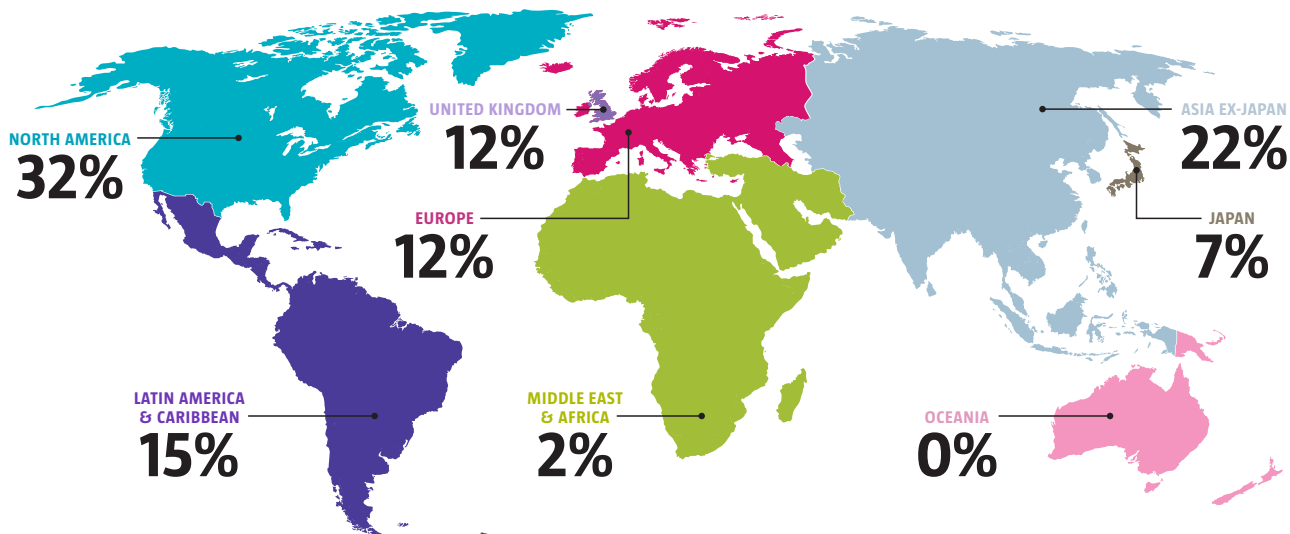 NORTH AMERICA
32%
UNITED KINGDOM
12%
EUROPE
12%
ASIA EX-JAPAN
22%
JAPAN
7%
LATIN AMERICA
& CARIBBEAN
15%
MIDDLE EAST
& AFRICA
2%
OCEANIA
0%